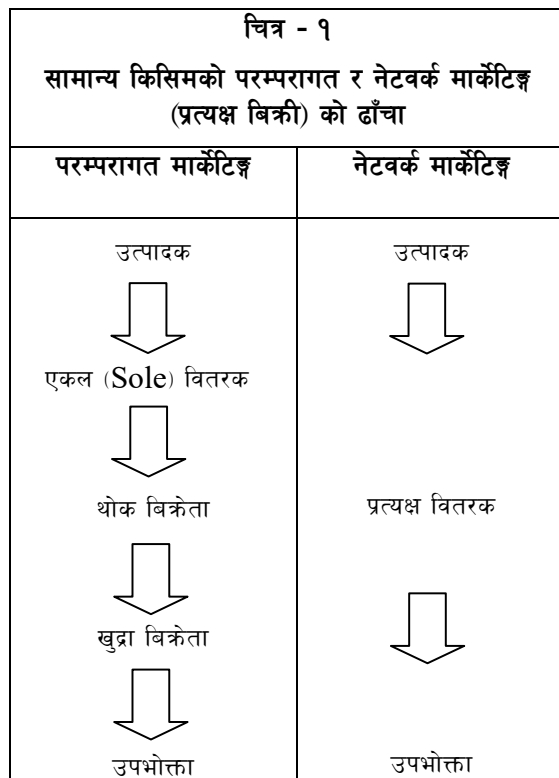 चित्र - १
सामान्य किसिमको परम्परागत र नेटवर्क मार्केटिङ्ग
(प्रत्यक्ष बिक्री) को ढाँचा
परम्परागत मार्केटिङ्ग
नेटवर्क मार्केटिङ्ग
उत्पादक
एकल (Sole) वितरक
थोक बिक्रेता
खुद्रा बिक्रेता
उपभोक्ता
उत्पादक
प्रत्यक्ष वितरक
उपभोक्ता